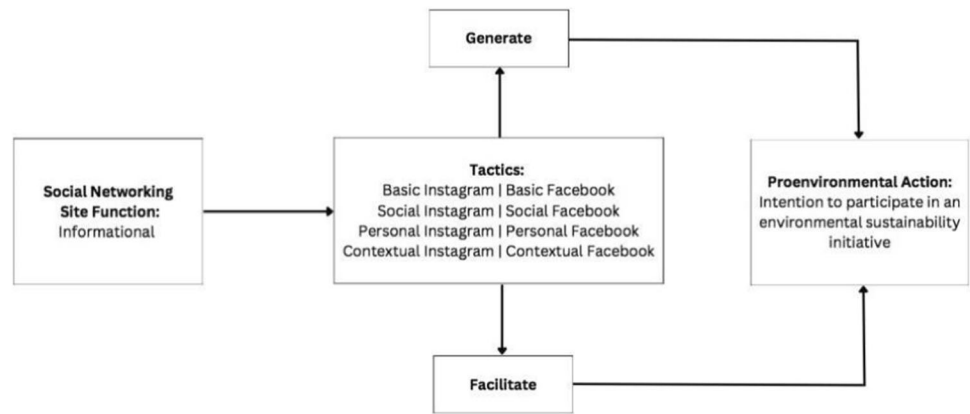 Generate
Social Networking
Site Function:
Informational
Tactics:
Basic Instagram | Basic Facebook
Social Instagram | Social Facebook
Personal Instagram | Personal Facebook
Contextual Instagram | Contextual Facebook
Proenvironmental Action:
Intention to participate in an
environmental sustainability
initiative
Facilitate